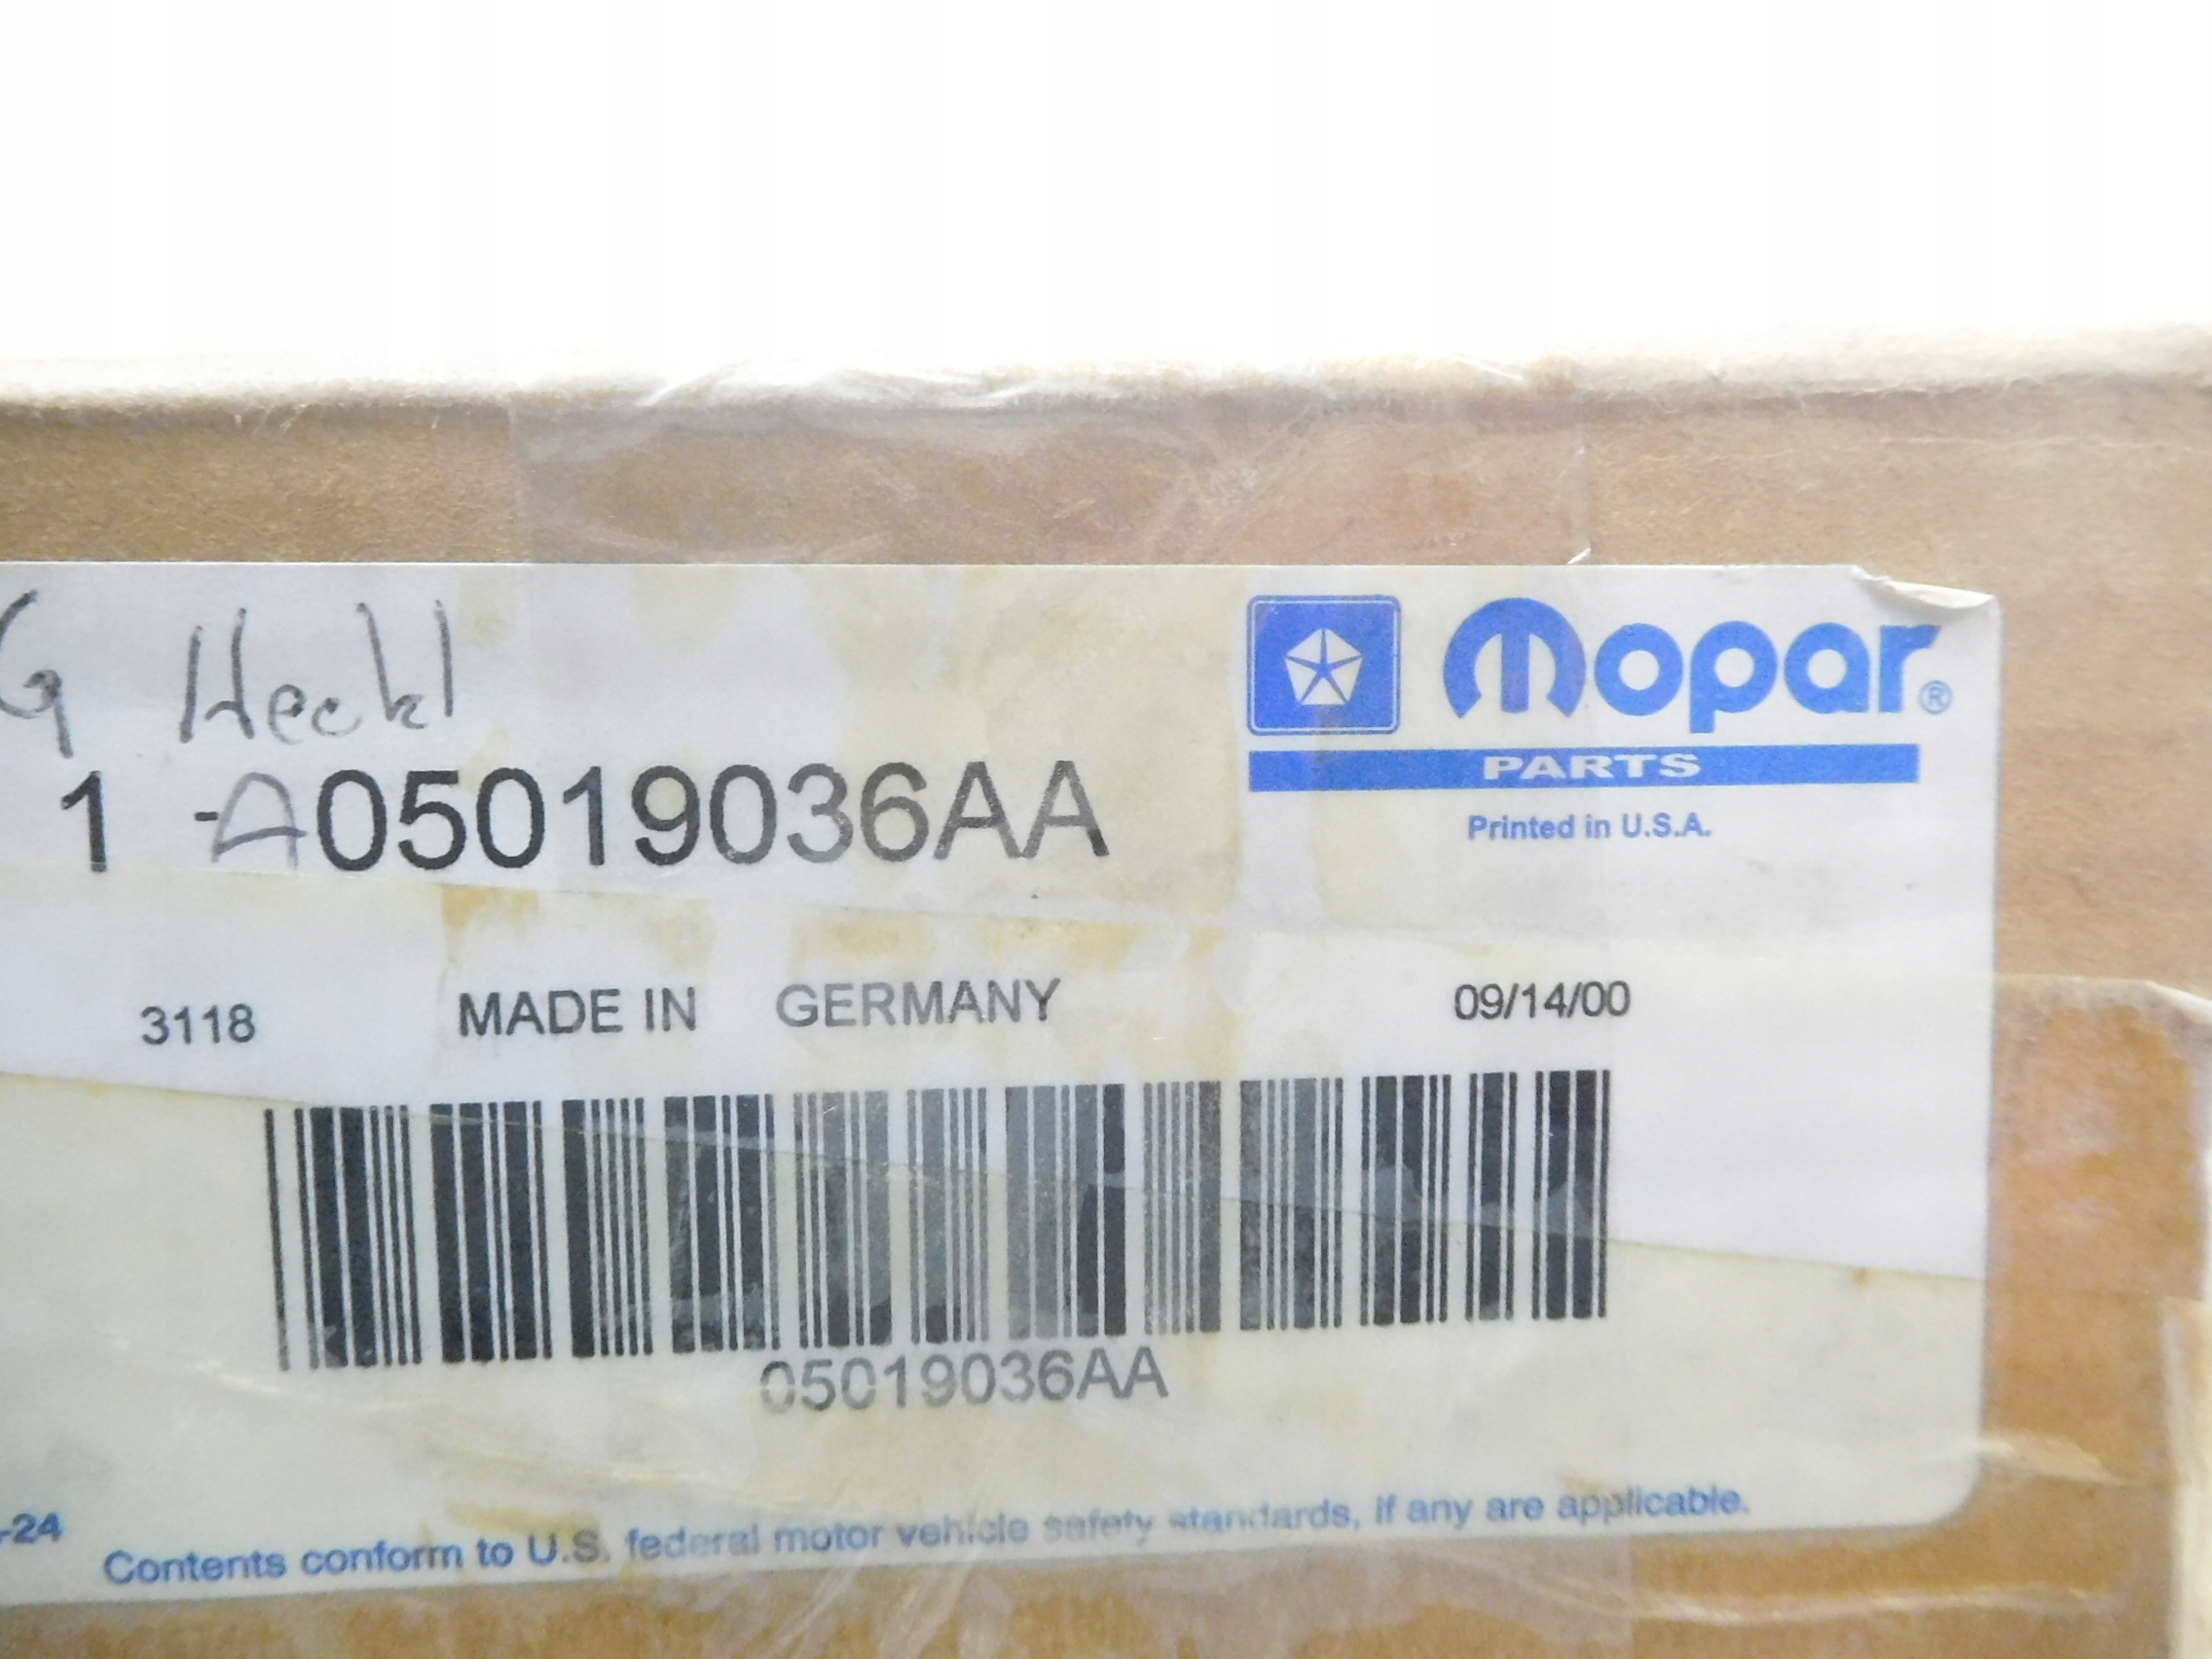 G Heckl
Mopar®
PARTS
Printed in U.S.A.
1 -A05019036AA
3118 MADE IN GERMANY 09/14/00
05019036AA
-24
Contents conform to U.S. federal motor vehicle safety standards, if any are applicable.